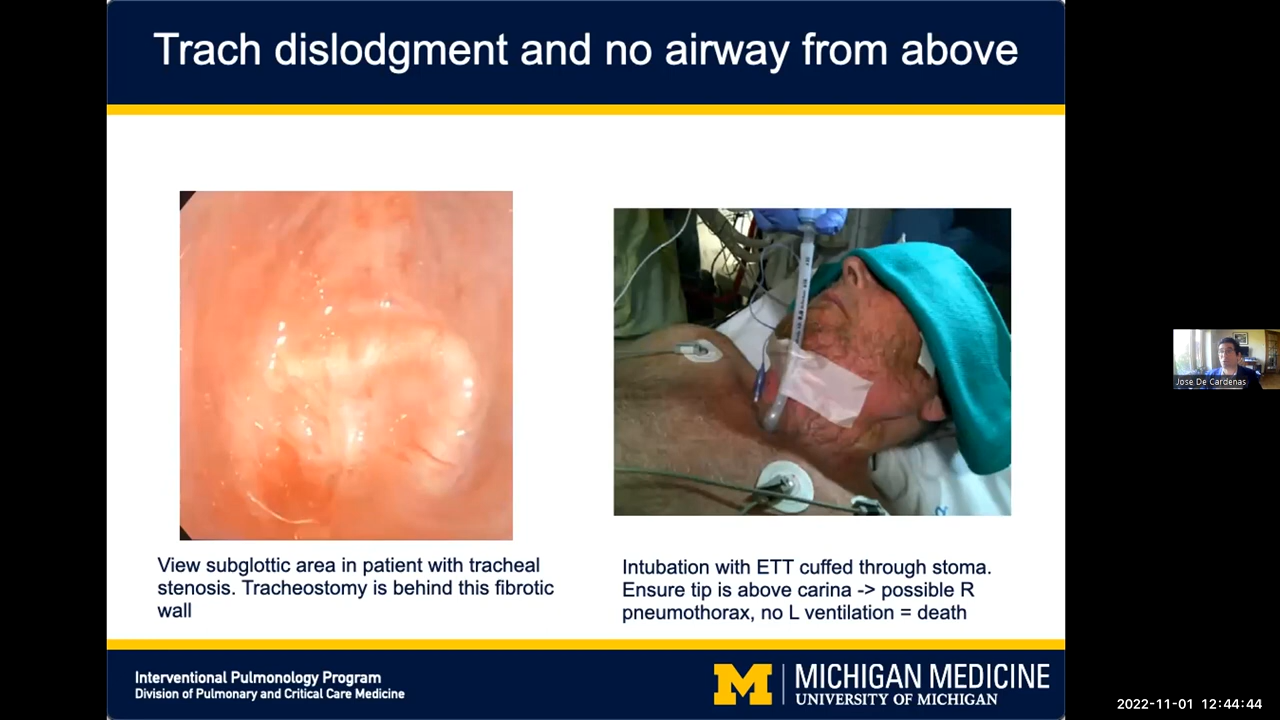 Trach dislodgment and no airway from above
View subglottic area in patient with tracheal
stenosis. Tracheostomy is behind this fibrotic
wall
Intubation with ETT cuffed through stoma.
Ensure tip is above carina -> possible R
pneumothorax, no L ventilation = death
Interventional Pulmonology Program
Division of Pulmonary and Critical Care Medicine
M
MICHIGAN MEDICINE
UNIVERSITY OF MICHIGAN
Jose De Cardenas
2022-11-01 12:44:44